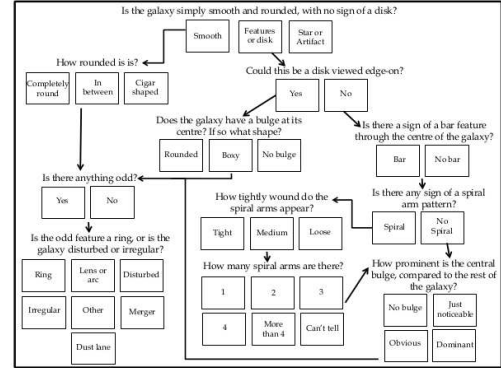 Is the galaxy simply smooth and rounded, with no sign of a disk?
Smooth
Features
or disk
Star or
Artifact
How rounded is is?
Completely
round
In
between
Cigar
shaped
Could this be a disk viewed edge-on?
Yes
No
Does the galaxy have a bulge at its
centre? If so what shape?
Rounded
Boxy
No bulge
Is there a sign of a bar feature
through the centre of the galaxy?
Bar
No bar
Is there anything odd?
Yes
No
Is there any sign of a spiral
arm pattern?
Spiral
No
Spiral
How tightly wound do the
spiral arms appear?
Tight
Medium
Loose
Is the odd feature a ring, or is the
galaxy disturbed or irregular?
Ring
Lens or
arc
Disturbed
Irregular
Other
Merger
Dust lane
How many spiral arms are there?
1
2
3
4
More
than 4
Can't tell
How prominent is the central
bulge, compared to the rest of
the galaxy?
No bulge
Just
noticeable
Obvious
Dominant